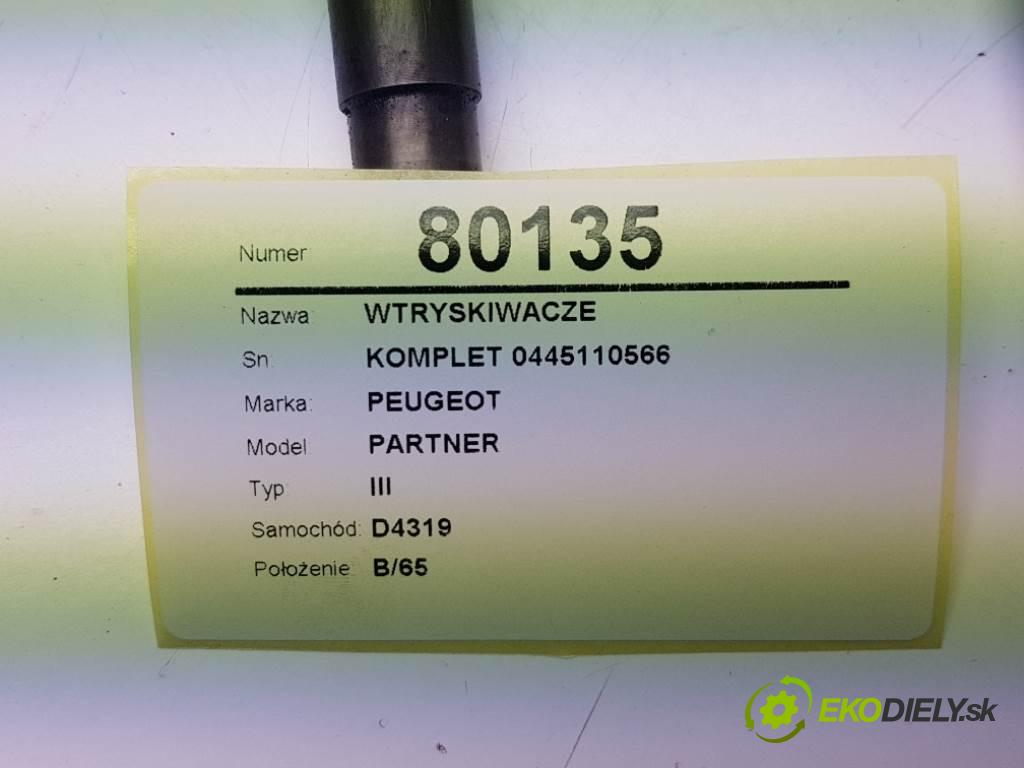 Numer 80135
Nazwa: WTRYSKIWACZE
Sn: KOMPLET 0445110566
Marka: PEUGEOT
Model: PARTNER
Typ: III
Samochód: D4319
Położenie: B/65
EKODIELY.sk